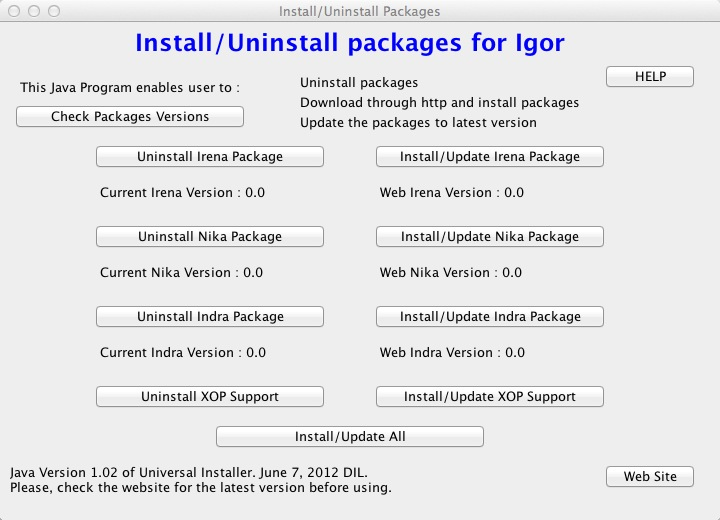 Install/Uninstall Packages
Install/Uninstall packages for Igor
HELP
This Java Program enables user to :
Uninstall packages
Download through http and install packages
Update the packages to latest version
Check Packages Versions
Uninstall Irena Package
Install/Update Irena Package
Current Irena Version : 0.0
Web Irena Version : 0.0
Uninstall Nika Package
Install/Update Nika Package
Current Nika Version : 0.0
Web Nika Version : 0.0
Uninstall Indra Package
Install/Update Indra Package
Current Indra Version : 0.0
Web Indra Version : 0.0
Uninstall XOP Support
Install/Update XOP Support
Install/Update All
Java Version 1.02 of Universal Installer. June 7, 2012 DIL.
Please, check the website for the latest version before using.
Web Site